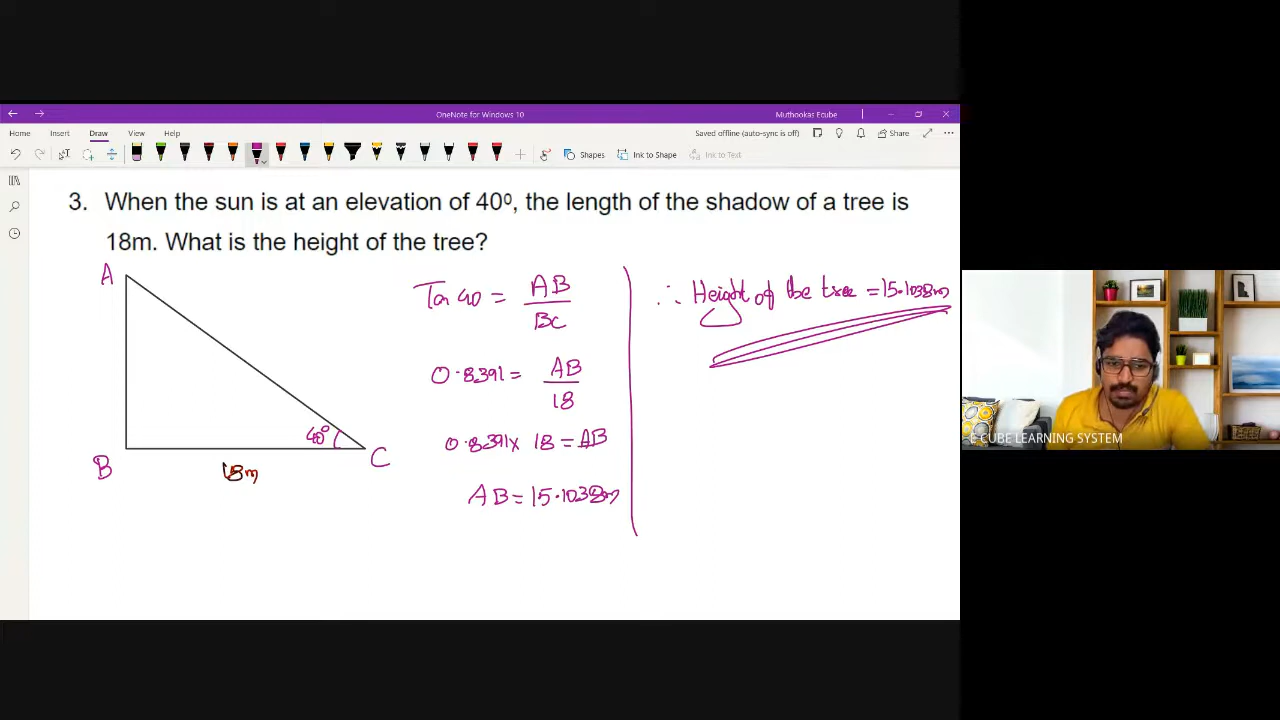 OneNote for Windows 10
Muthookas Ecube
Home Insert Draw View Help
Saved offline (auto-sync is off)
Share
Shapes
Ink to Shape
Ink to Text
3. When the sun is at an elevation of 40⁰, the length of the shadow of a tree is
18m. What is the height of the tree?
A
B
C
40°
18m
Tan 40 = AB/BC
0.8391 = AB/18
0.8391 x 18 = AB
AB = 15.1038m
∴ Height of the tree = 15.1038m
E CUBE LEARNING SYSTEM